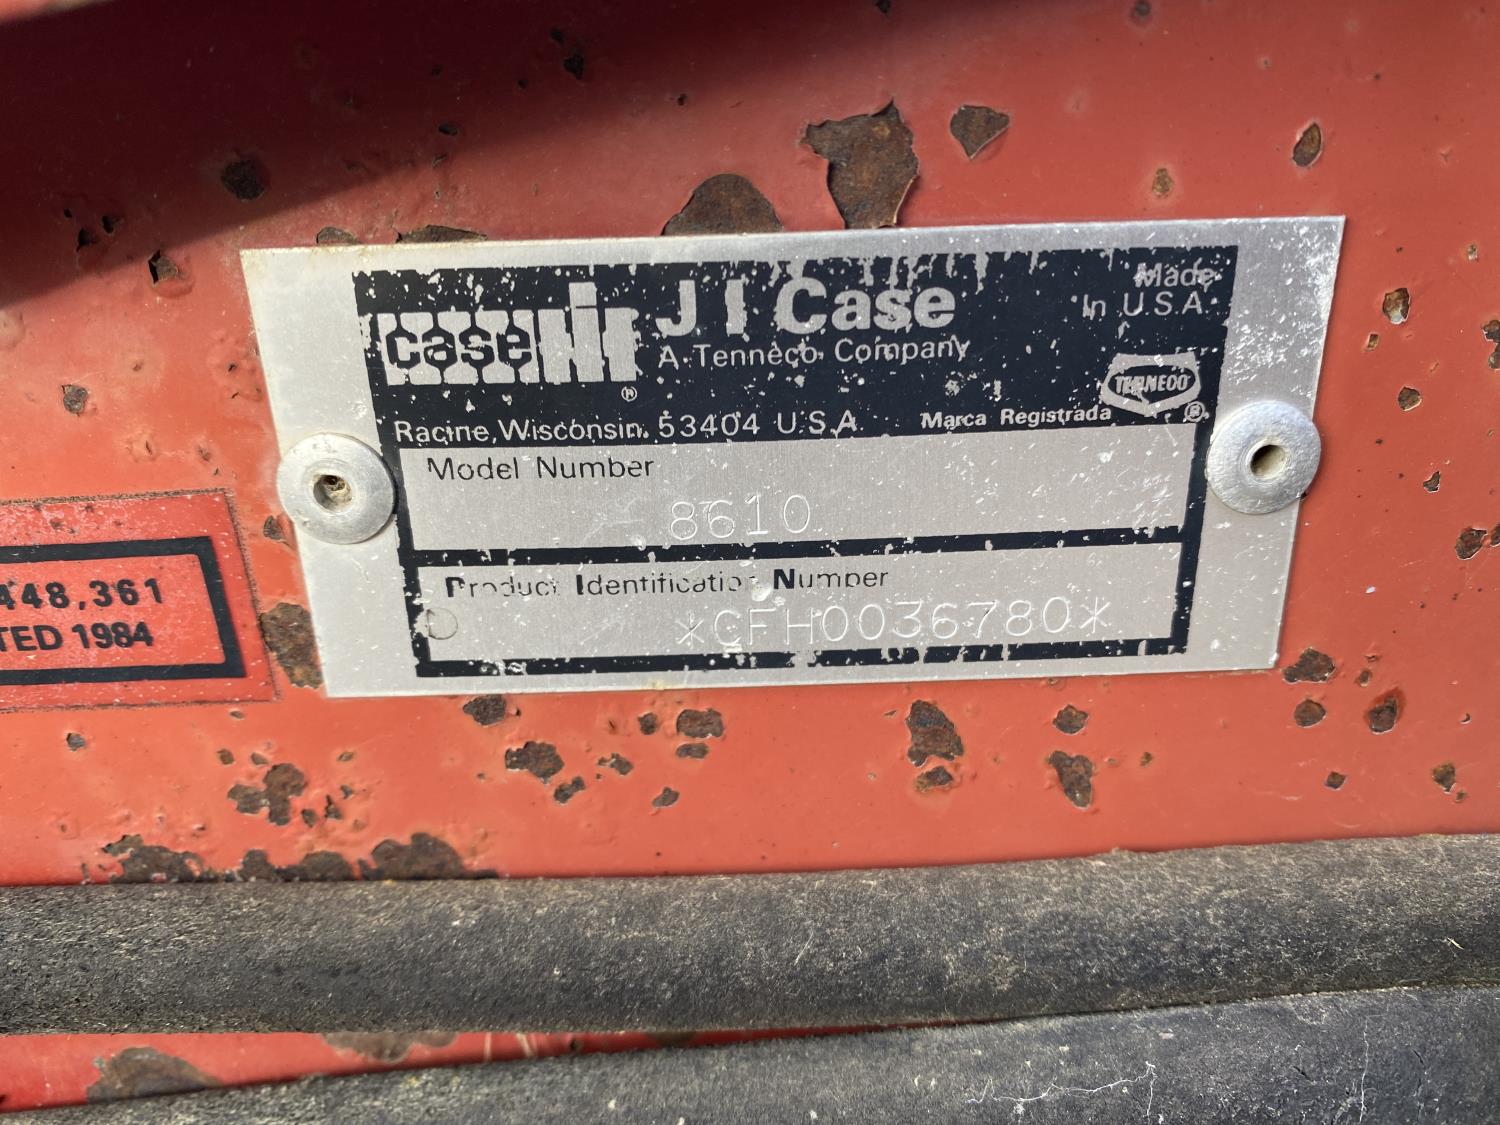 case IH
®
J I Case
A Tenneco Company
Made
In U.S.A.
TENNECO
®
Racine, Wisconsin. 53404 U.S.A.
Marca Registrada
Model Number
8610
Product Identification Number
*CFH0036780*
448,361
TED 1984